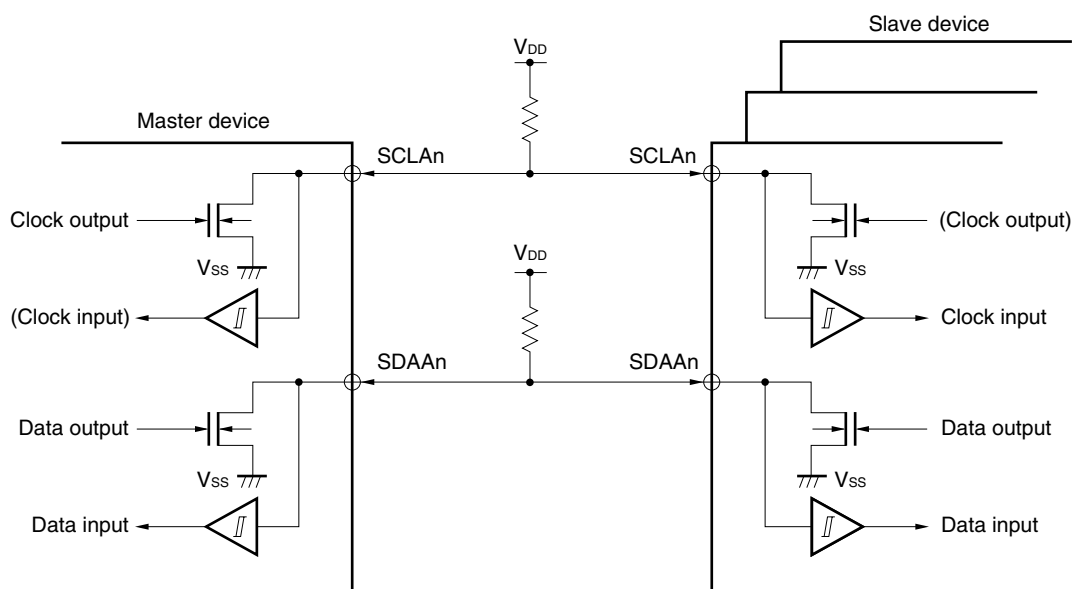 Slave device
VDD
Master device
SCLAn
SCLAn
Clock output
(Clock output)
VSS
VDD
VSS
(Clock input)
Clock input
SDAAn
SDAAn
Data output
Data output
VSS
VSS
Data input
Data input